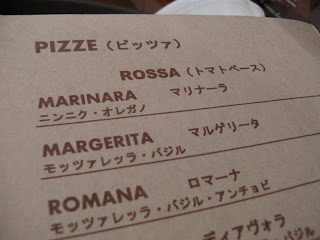 PIZZE(ピッツァ)
ROSSA(トマトベース)
MARINARA マリナーラ
ニンニク・オレガノ
MARGERITA マルゲリータ
モッツァレッラ・バジル
ROMANA ロマーナ
モッツァレッラ・バジル・アンチョビ
ディアヴォラ